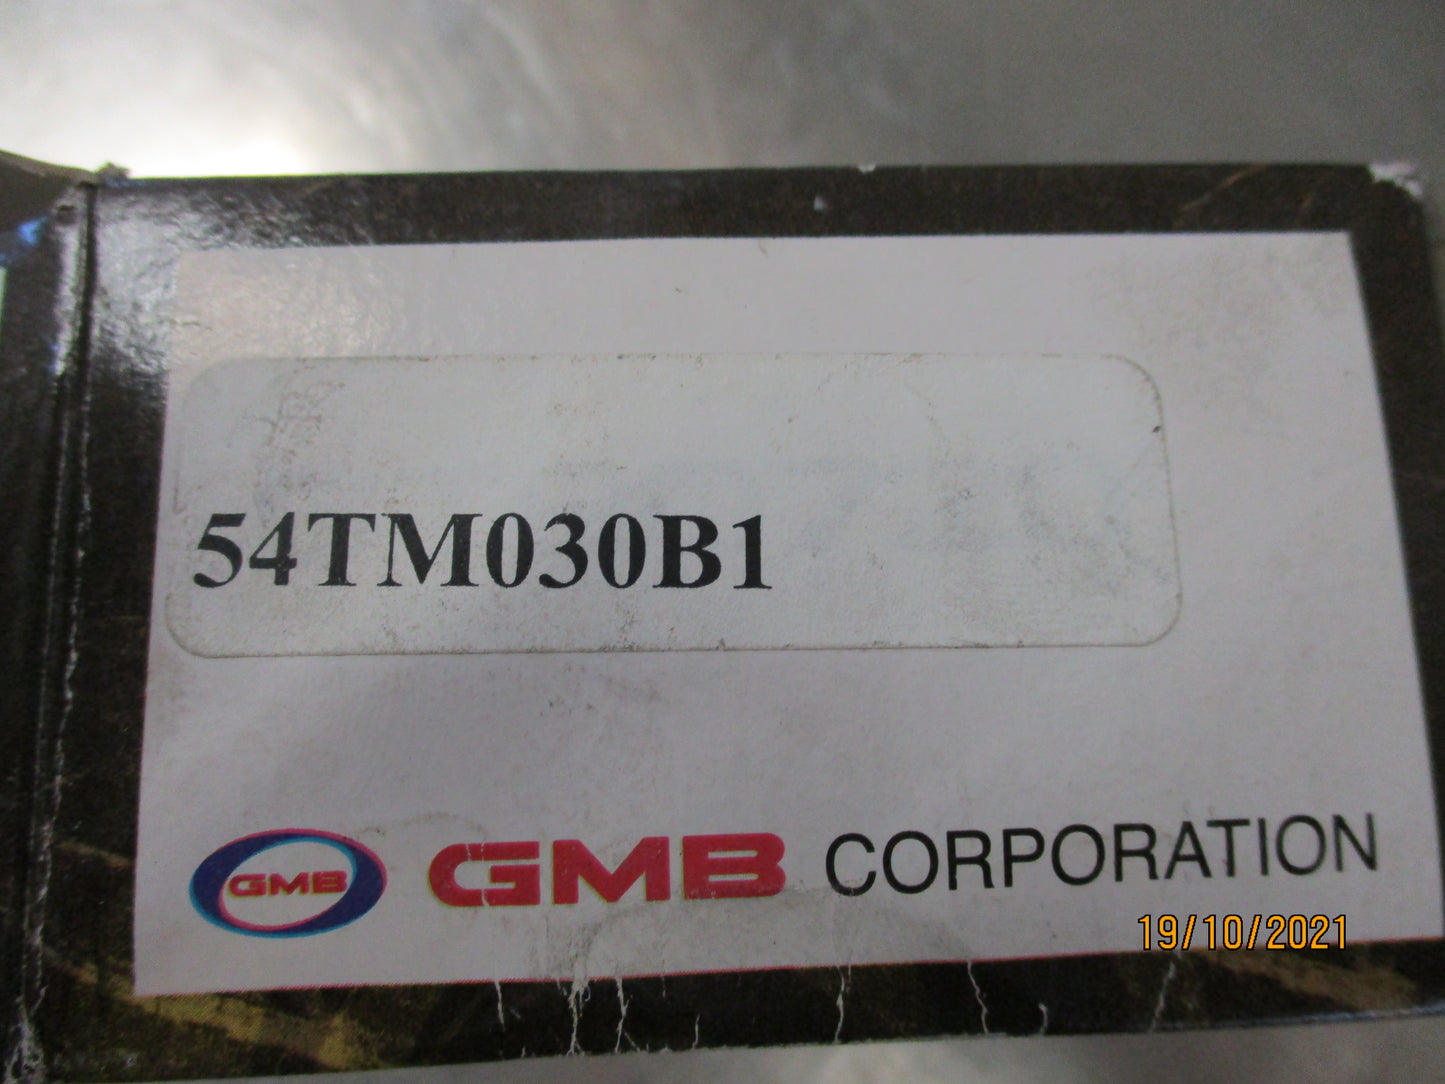 54TM030B1
GMB GMB CORPORATION
19/10/2021